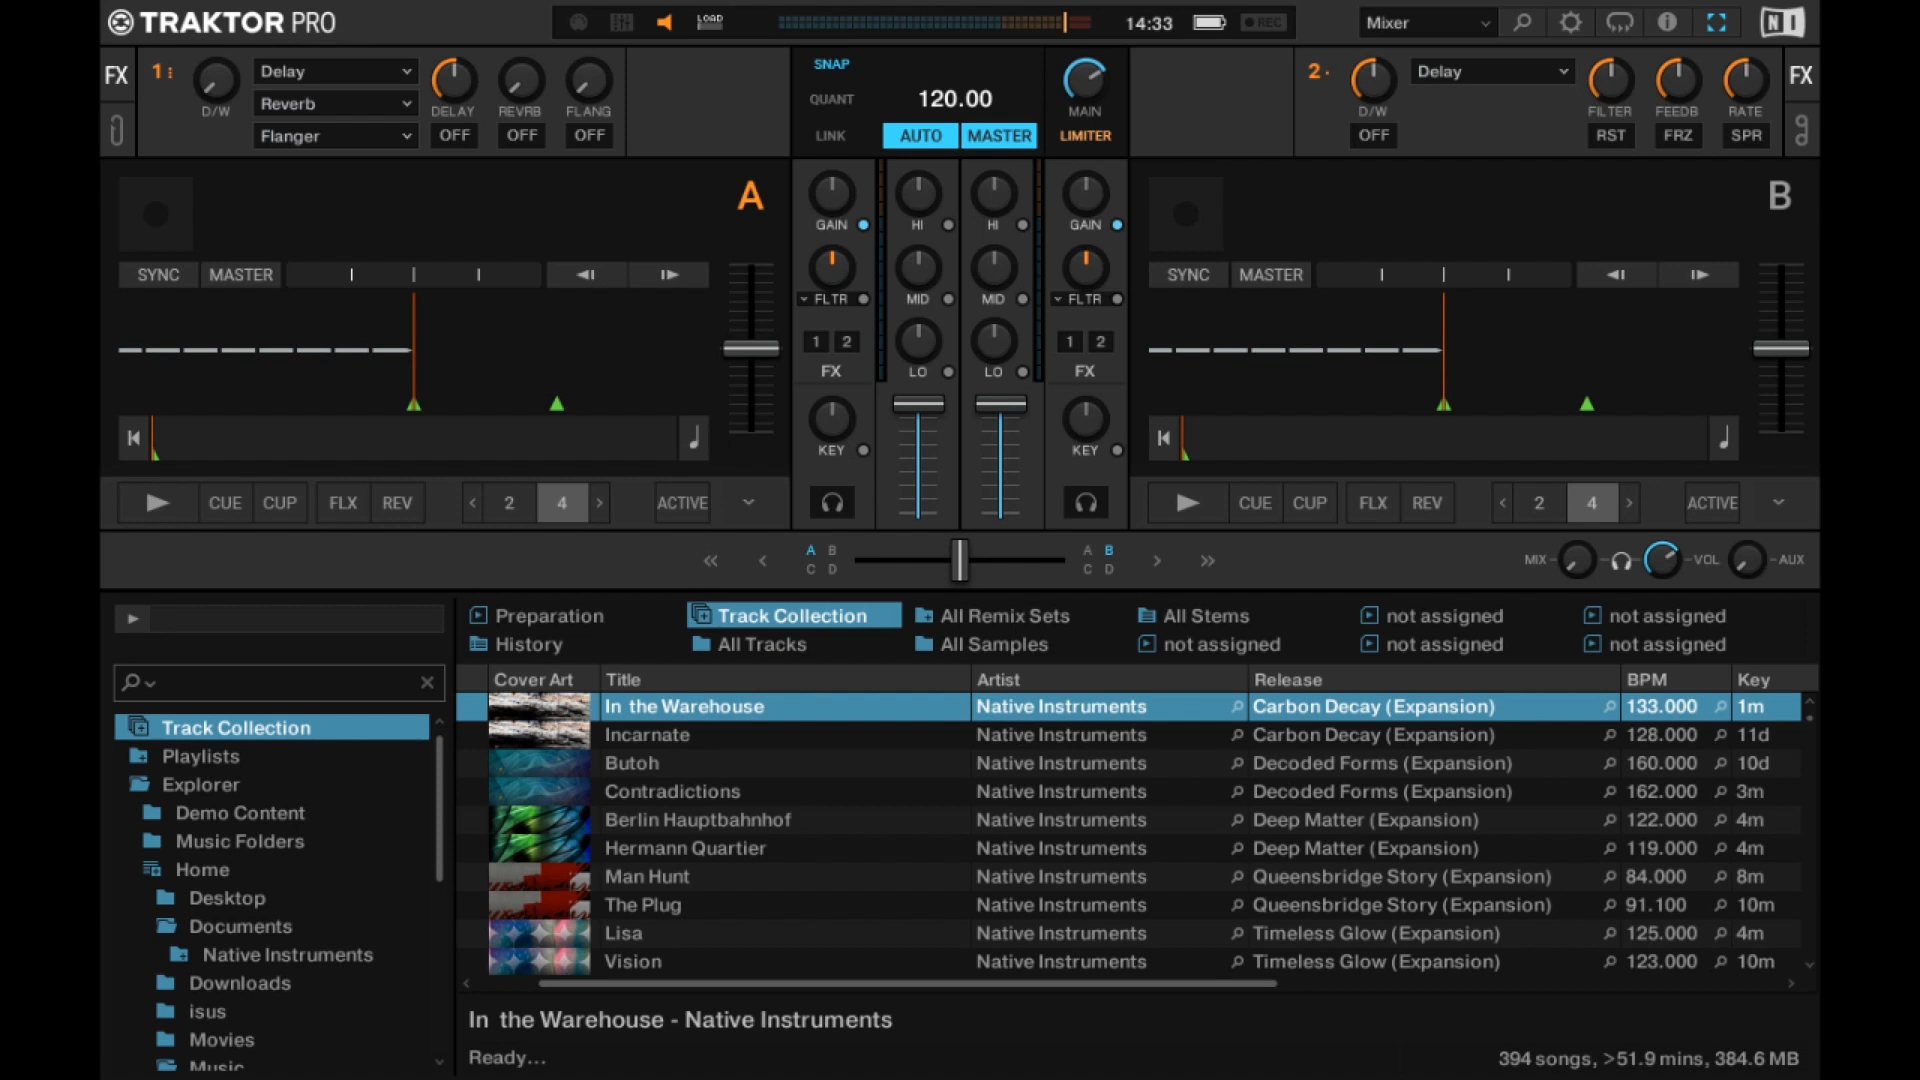 TRAKTOR PRO
LOAD
14:33
REC
Mixer
NI
FX
1
D/W
Delay
Reverb
Flanger
DELAY
REVRB
FLANG
OFF
OFF
OFF
SNAP
QUANT
LINK
120.00
AUTO
MASTER
MAIN
LIMITER
2
D/W
OFF
Delay
FILTER
FEEDB
RATE
RST
FRZ
SPR
FX
A
SYNC
MASTER
GAIN
HI
HI
GAIN
FLTR
MID
MID
FLTR
1 2
FX
LO
LO
1 2
FX
KEY
KEY
B
SYNC
MASTER
CUE
CUP
FLX
REV
2
4
ACTIVE
CUE
CUP
FLX
REV
2
4
ACTIVE
A B
C D
A B
C D
MIX
VOL
AUX
Preparation
Track Collection
All Remix Sets
All Stems
not assigned
not assigned
History
All Tracks
All Samples
not assigned
not assigned
not assigned
Track Collection
Playlists
Explorer
Demo Content
Music Folders
Home
Desktop
Documents
Native Instruments
Downloads
isus
Movies
Music
Cover Art Title Artist Release BPM Key
In the Warehouse Native Instruments Carbon Decay (Expansion) 133.000 1m
Incarnate Native Instruments Carbon Decay (Expansion) 128.000 11d
Butoh Native Instruments Decoded Forms (Expansion) 160.000 10d
Contradictions Native Instruments Decoded Forms (Expansion) 162.000 3m
Berlin Hauptbahnhof Native Instruments Deep Matter (Expansion) 122.000 4m
Hermann Quartier Native Instruments Deep Matter (Expansion) 119.000 4m
Man Hunt Native Instruments Queensbridge Story (Expansion) 84.000 8m
The Plug Native Instruments Queensbridge Story (Expansion) 91.100 10m
Lisa Native Instruments Timeless Glow (Expansion) 125.000 4m
Vision Native Instruments Timeless Glow (Expansion) 123.000 10m
In the Warehouse - Native Instruments
Ready...
394 songs, >51.9 mins, 384.6 MB